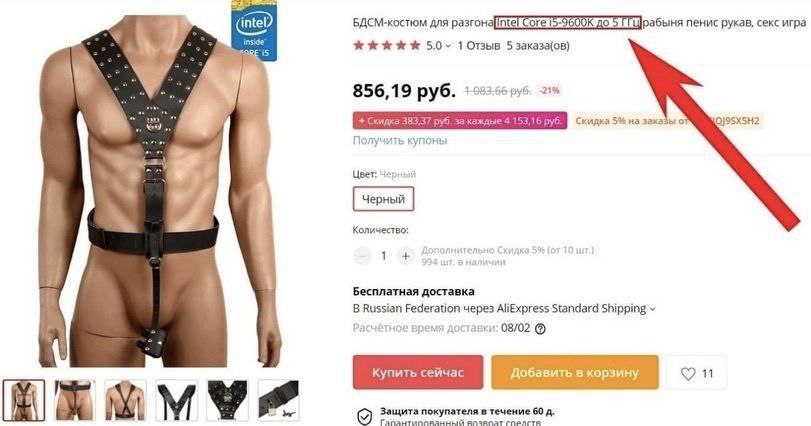 intel
inside
CORE i5
БДСМ-костюм для разгона Intel Core i5-9600K до 5 ГГц рабыня пенис рукав, секс игра
5.0 1 Отзыв 5 заказа(ов)
856,19 руб. 1 083,66 руб. -21%
+ Скидка 383,37 руб. за каждые 4 153,16 руб. Скидка 5% на заказы от
Получить купоны
Цвет: Черный
Черный
Количество:
− 1 + Дополнительно Скидка 5% (от 10 шт.)
994 шт. в наличии
Бесплатная доставка
В Russian Federation через AliExpress Standard Shipping
Расчётное время доставки: 08/02 ?
Купить сейчас
Добавить в корзину
11
Защита покупателя в течение 60 д.
Гарантированный возврат средств